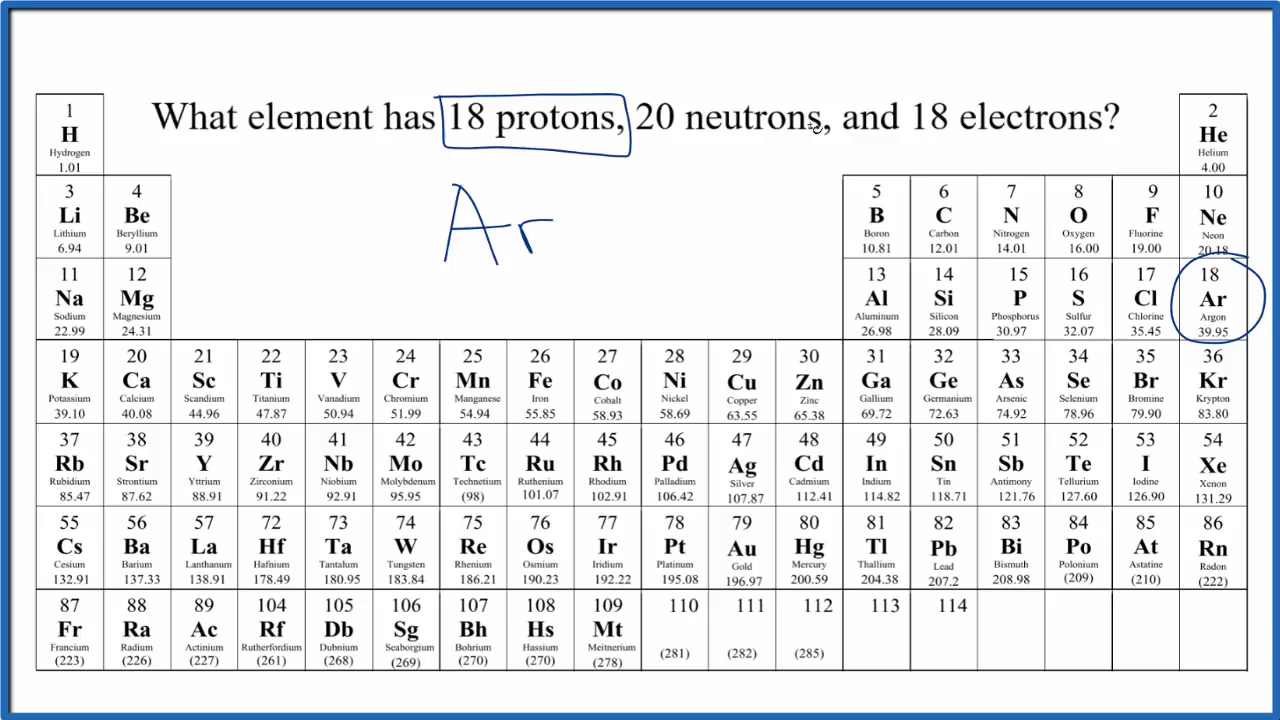 What element has 18 protons, 20 neutrons, and 18 electrons?
Ar
1 2
H He
Hydrogen Helium
1.01 4.00
3 4 5 6 7 8 9 10
Li Be B C N O F Ne
Lithium Beryllium Boron Carbon Nitrogen Oxygen Fluorine Neon
6.94 9.01 10.81 12.01 14.01 16.00 19.00 20.18
11 12 13 14 15 16 17 18
Na Mg Al Si P S Cl Ar
Sodium Magnesium Aluminum Silicon Phosphorus Sulfur Chlorine Argon
22.99 24.31 26.98 28.09 30.97 32.07 35.45 39.95
19 20 21 22 23 24 25 26 27 28 29 30 31 32 33 34 35 36
K Ca Sc Ti V Cr Mn Fe Co Ni Cu Zn Ga Ge As Se Br Kr
Potassium Calcium Scandium Titanium Vanadium Chromium Manganese Iron Cobalt Nickel Copper Zinc Gallium Germanium Arsenic Selenium Bromine Krypton
39.10 40.08 44.96 47.87 50.94 51.99 54.94 55.85 58.93 58.69 63.55 65.38 69.72 72.63 74.92 78.96 79.90 83.80
37 38 39 40 41 42 43 44 45 46 47 48 49 50 51 52 53 54
Rb Sr Y Zr Nb Mo Tc Ru Rh Pd Ag Cd In Sn Sb Te I Xe
Rubidium Strontium Yttrium Zirconium Niobium Molybdenum Technetium Ruthenium Rhodium Palladium Silver Cadmium Indium Tin Antimony Tellurium Iodine Xenon
85.47 87.62 88.91 91.22 92.91 95.95 (98) 101.07 102.91 106.42 107.87 112.41 114.82 118.71 121.76 127.60 126.90 131.29
55 56 57 72 73 74 75 76 77 78 79 80 81 82 83 84 85 86
Cs Ba La Hf Ta W Re Os Ir Pt Au Hg Tl Pb Bi Po At Rn
Cesium Barium Lanthanum Hafnium Tantalum Tungsten Rhenium Osmium Iridium Platinum Gold Mercury Thallium Lead Bismuth Polonium Astatine Radon
132.91 137.33 138.91 178.49 180.95 183.84 186.21 190.23 192.22 195.08 196.97 200.59 204.38 207.2 208.98 (209) (210) (222)
87 88 89 104 105 106 107 108 109 110 111 112 113 114
Fr Ra Ac Rf Db Sg Bh Hs Mt
Francium Radium Actinium Rutherfordium Dubnium Seaborgium Bohrium Hassium Meitnerium
(223) (226) (227) (261) (268) (269) (270) (270) (278) (281) (282) (285)